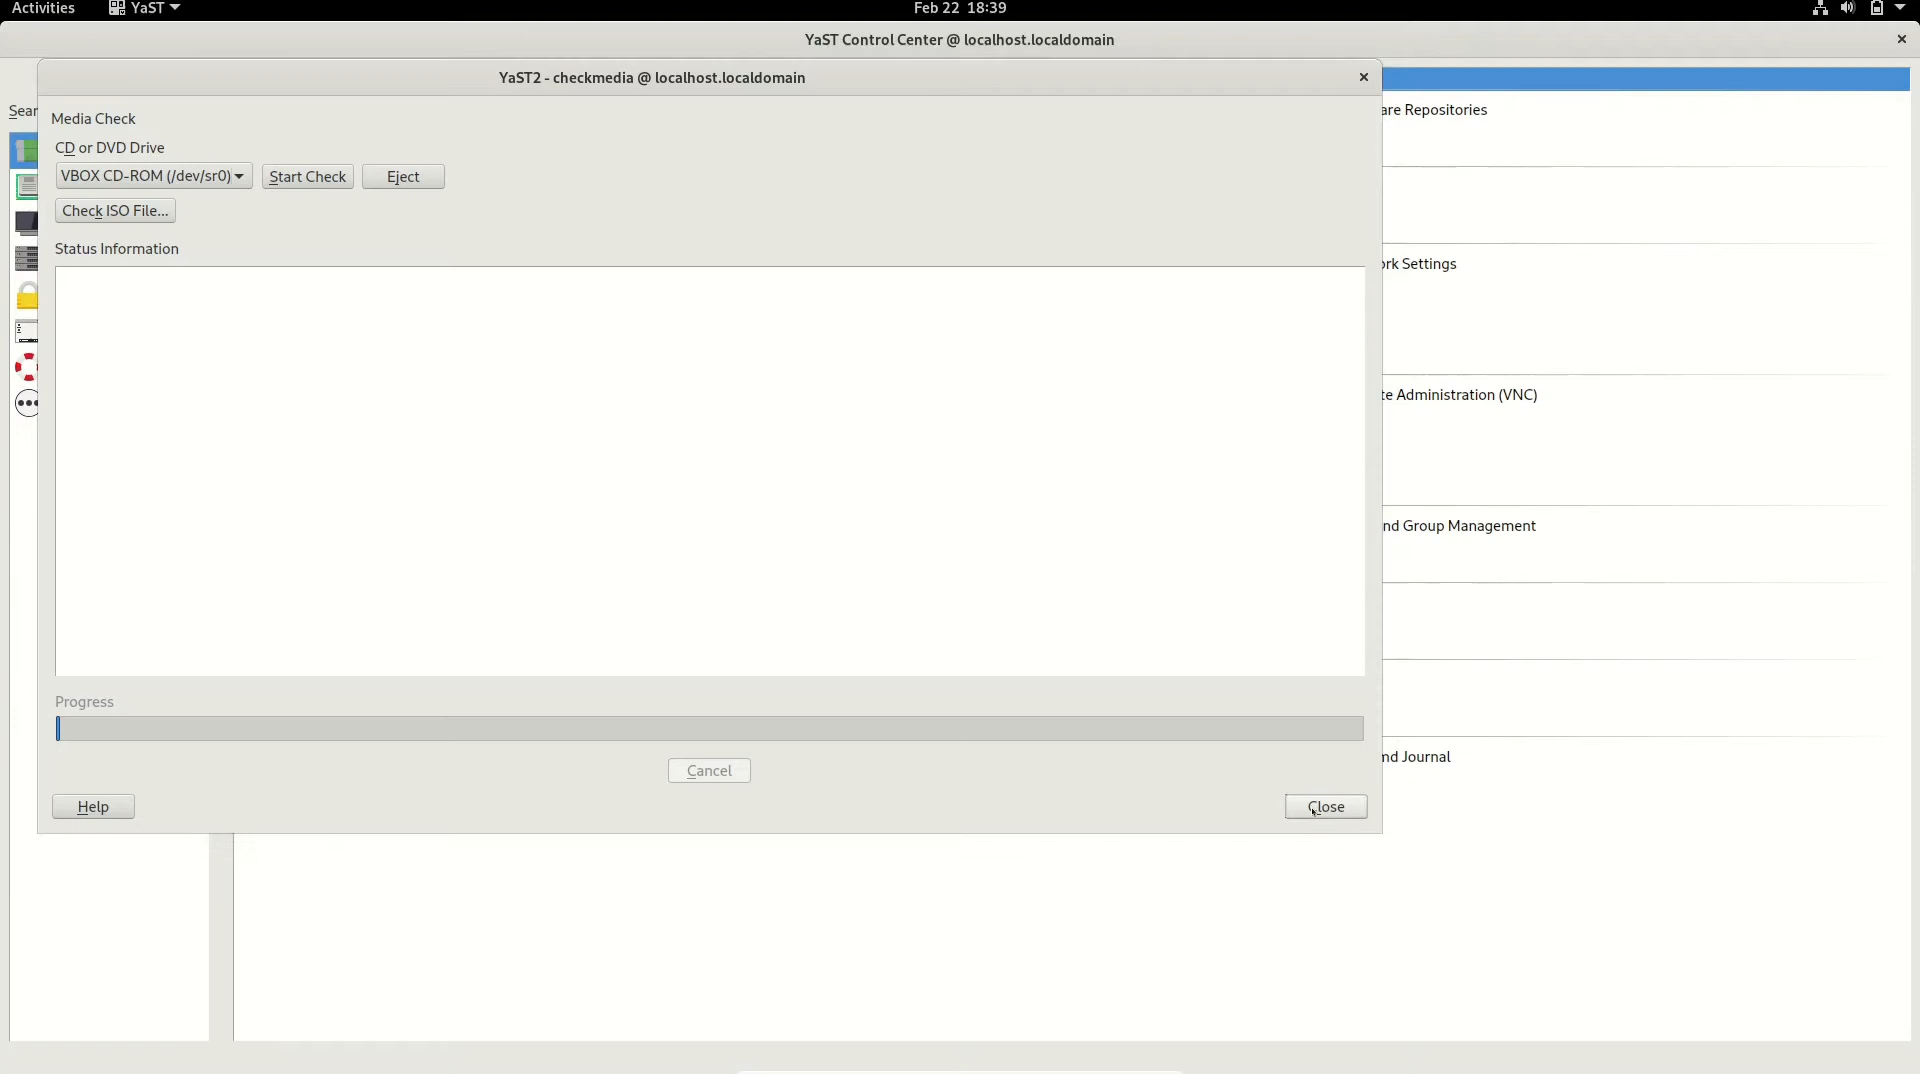 Activities YaST Feb 22 18:39
YaST Control Center @ localhost.localdomain
YaST2 - checkmedia @ localhost.localdomain
Media Check
are Repositories
Sear
CD or DVD Drive
VBOX CD-ROM (/dev/sr0) Start Check Eject
Check ISO File...
Status Information
ork Settings
te Administration (VNC)
nd Group Management
Progress
md Journal
Cancel
Help Close